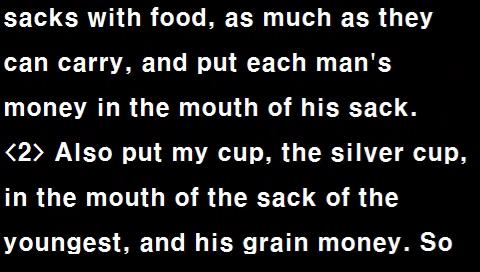 sacks with food, as much as they
can carry, and put each man's
money in the mouth of his sack.
<2> Also put my cup, the silver cup,
in the mouth of the sack of the
youngest, and his grain money. So